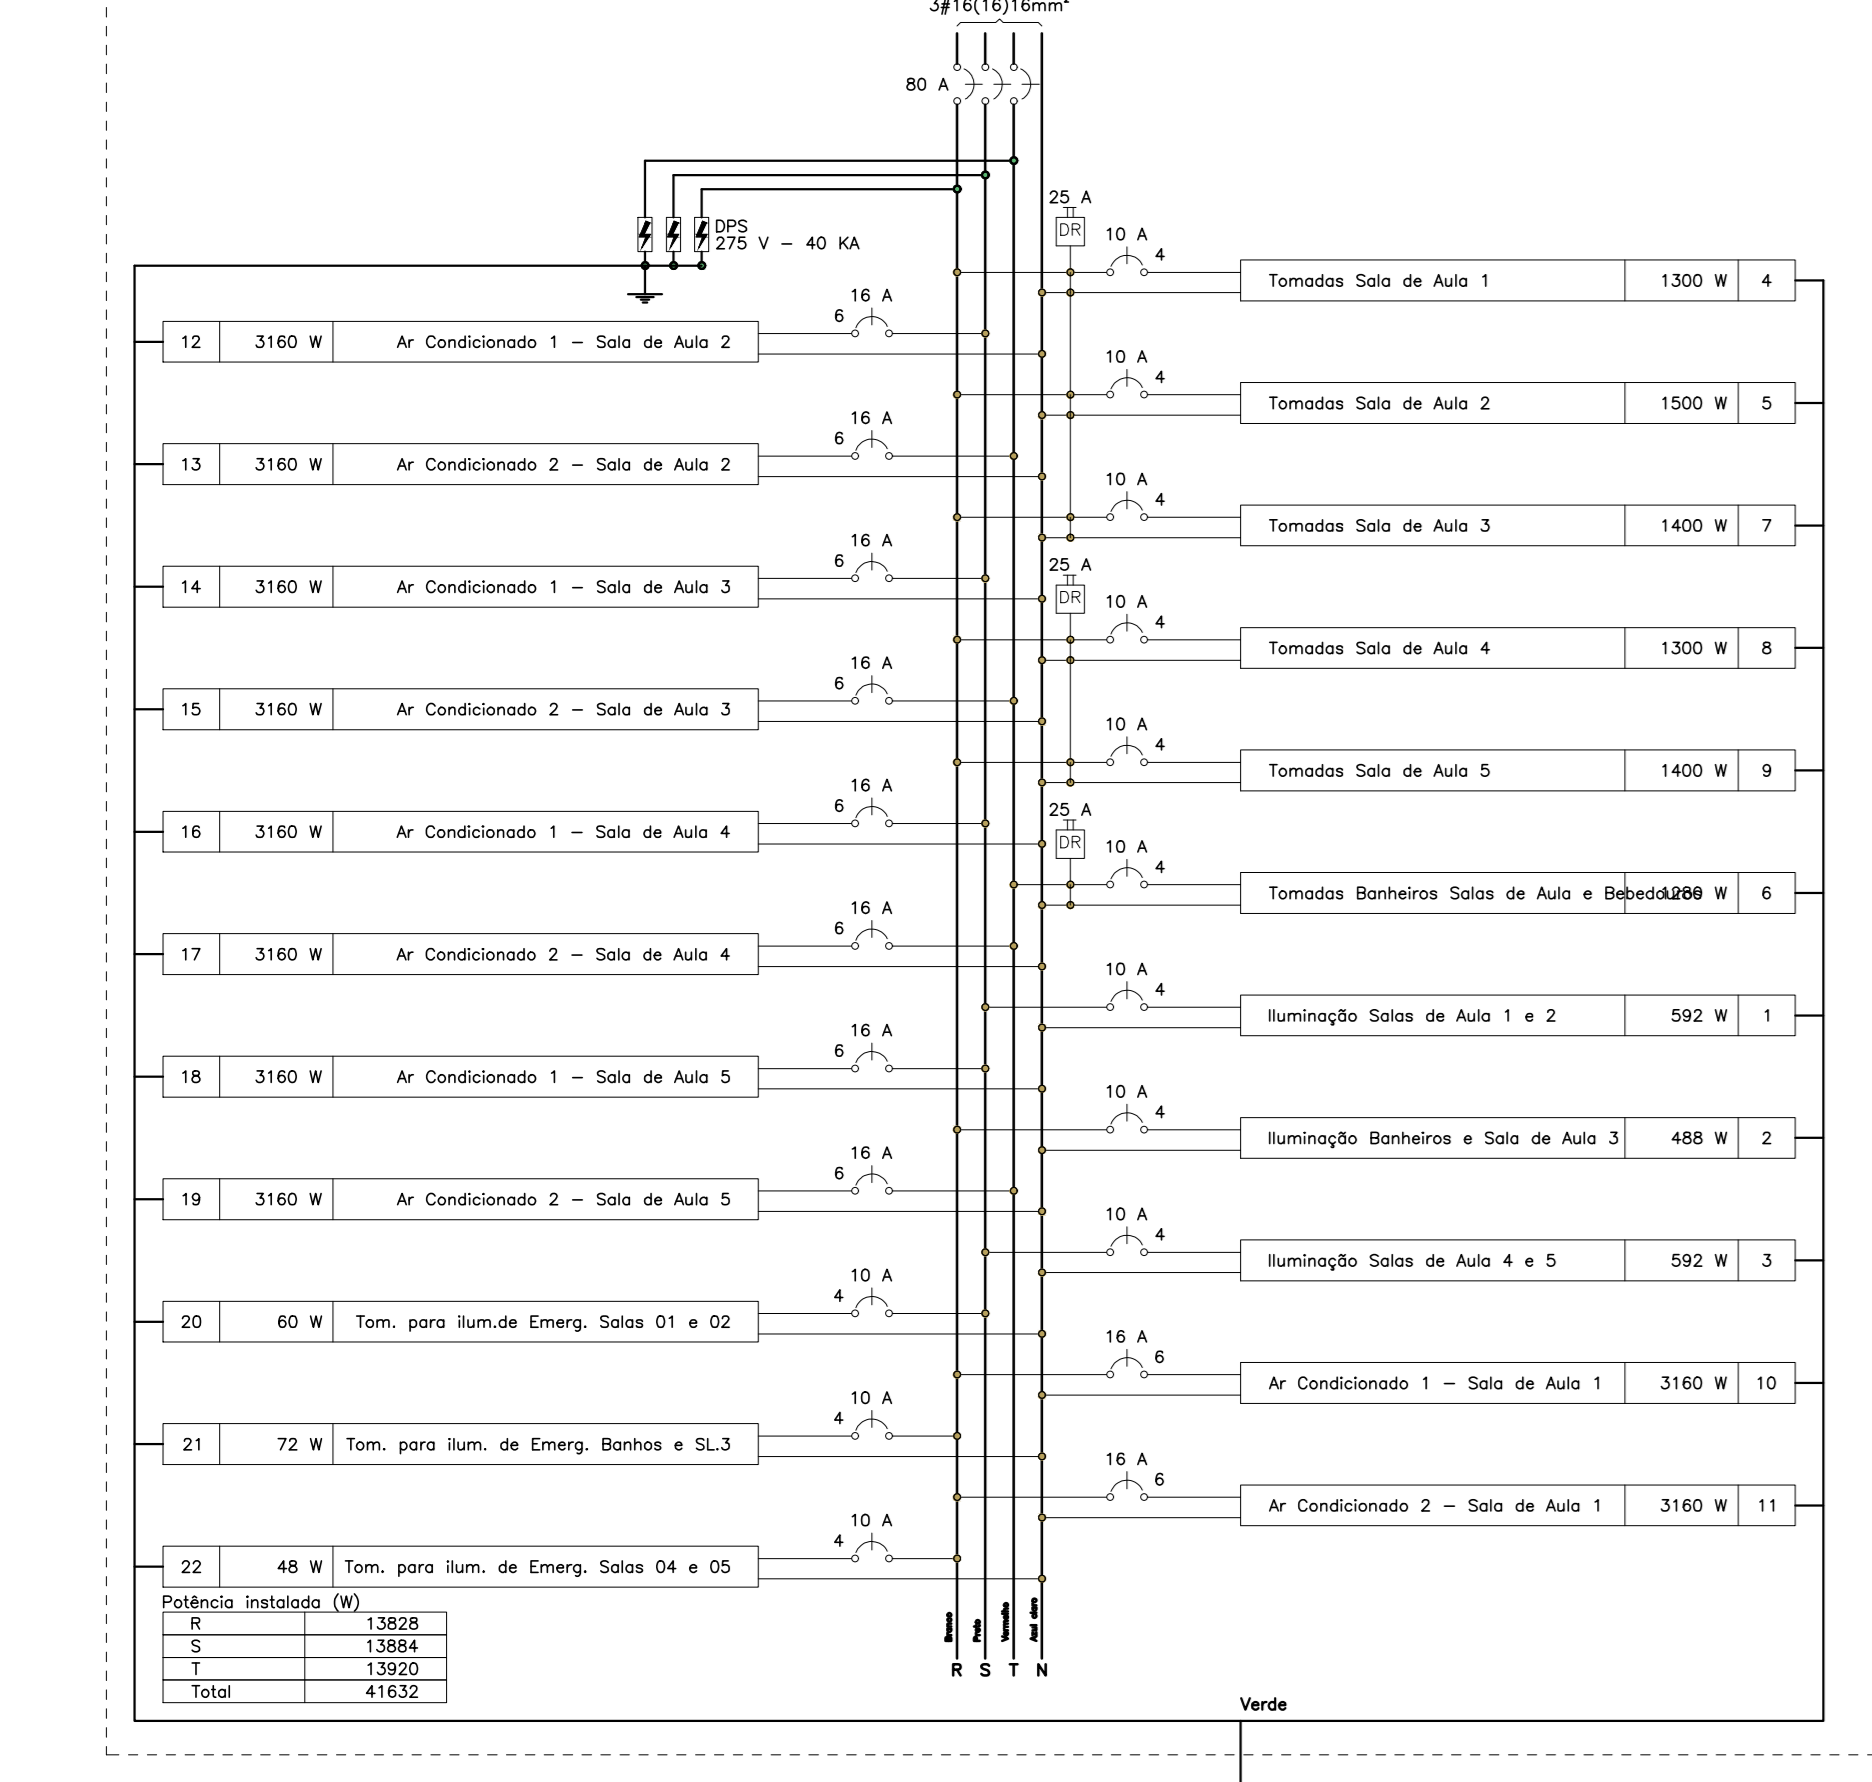 3#16(16)16mm²
80 A
DPS
275 V – 40 KA
25 A
DR
10 A
4
Tomadas Sala de Aula 1 1300 W 4
16 A
6
12 3160 W Ar Condicionado 1 – Sala de Aula 2
10 A
4
Tomadas Sala de Aula 2 1500 W 5
16 A
6
13 3160 W Ar Condicionado 2 – Sala de Aula 2
10 A
4
Tomadas Sala de Aula 3 1400 W 7
16 A
6
14 3160 W Ar Condicionado 1 – Sala de Aula 3
25 A
DR
10 A
4
Tomadas Sala de Aula 4 1300 W 8
16 A
6
15 3160 W Ar Condicionado 2 – Sala de Aula 3
10 A
4
Tomadas Sala de Aula 5 1400 W 9
16 A
6
16 3160 W Ar Condicionado 1 – Sala de Aula 4
25 A
DR
10 A
4
Tomadas Banheiros Salas de Aula e Bebedouros 1280 W 6
16 A
6
17 3160 W Ar Condicionado 2 – Sala de Aula 4
10 A
4
Iluminação Salas de Aula 1 e 2 592 W 1
16 A
6
18 3160 W Ar Condicionado 1 – Sala de Aula 5
10 A
4
Iluminação Banheiros e Sala de Aula 3 488 W 2
16 A
6
19 3160 W Ar Condicionado 2 – Sala de Aula 5
10 A
4
Iluminação Salas de Aula 4 e 5 592 W 3
10 A
4
20 60 W Tom. para ilum.de Emerg. Salas 01 e 02
16 A
6
Ar Condicionado 1 – Sala de Aula 1 3160 W 10
10 A
4
21 72 W Tom. para ilum. de Emerg. Banhos e SL.3
16 A
6
Ar Condicionado 2 – Sala de Aula 1 3160 W 11
10 A
4
22 48 W Tom. para ilum. de Emerg. Salas 04 e 05
Potência instalada (W)
R 13828
S 13884
T 13920
Total 41632
Branco
Preto
Vermelho
Azul claro
R S T N
Verde